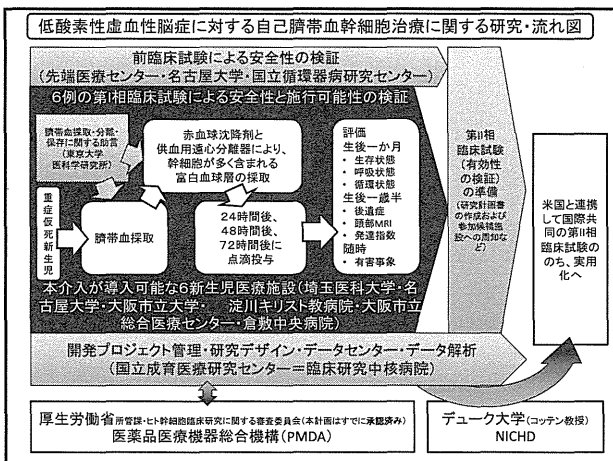 低酸素性虚血性脳症に対する自己臍帯血幹細胞治療に関する研究・流れ図
前臨床試験による安全性の検証
(先端医療センター・名古屋大学・国立循環器病研究センター)
6例の第I相臨床試験による安全性と施行可能性の検証
臍帯血採取・分離・
保存に関する助言
(東京大学
医科学研究所)
重症仮死新生児
臍帯血採取
赤血球沈降剤と
供血用遠心分離器により、
幹細胞が多く含まれる
富白血球層の採取
24時間後、
48時間後、
72時間後に
点滴投与
評価
生後一か月
• 生存状態
• 呼吸状態
• 循環状態
生後一歳半
• 後遺症
• 頭部MRI
• 発達指数
随時
• 有害事象
本介入が導入可能な6新生児医療施設(埼玉医科大学・名
古屋大学・大阪市立大学・ 淀川キリスト教病院・大阪市立
総合医療センター・倉敷中央病院)
第II相
臨床試験
(有効性
の検証)
の準備
(研究計画書
の作成および
参加候補施
設への周知な
ど)
米国と連携
して国際共
同の第II相
臨床試験の
のち、実用
化へ
開発プロジェクト管理・研究デザイン・データセンター・データ解析
(国立成育医療研究センター=臨床研究中核病院)
厚生労働省所管課・ヒト幹細胞臨床研究に関する審査委員会(本計画はすでに承認済み)
医薬品医療機器総合機構(PMDA)
デューク大学(コッテン教授)
NICHD